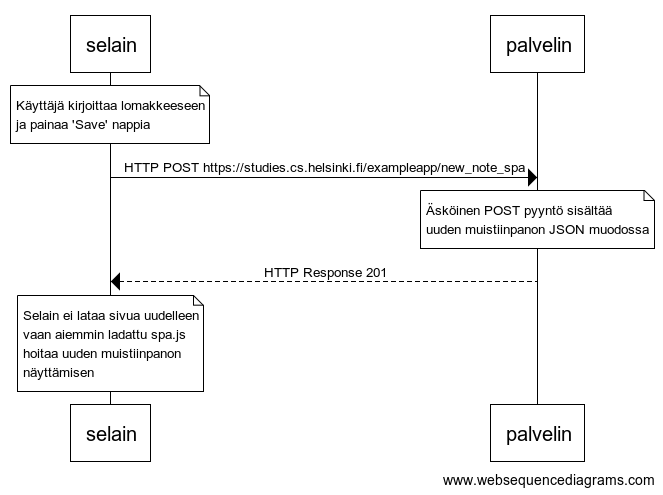 selain
palvelin
Käyttäjä kirjoittaa lomakkeeseen
ja painaa 'Save' nappia
HTTP POST https://studies.cs.helsinki.fi/exampleapp/new_note_spa
Äsköinen POST pyyntö sisältää
uuden muistiinpanon JSON muodossa
HTTP Response 201
Selain ei lataa sivua uudelleen
vaan aiemmin ladattu spa.js
hoitaa uuden muistiinpanon
näyttämisen
selain
palvelin
www.websequencediagrams.com